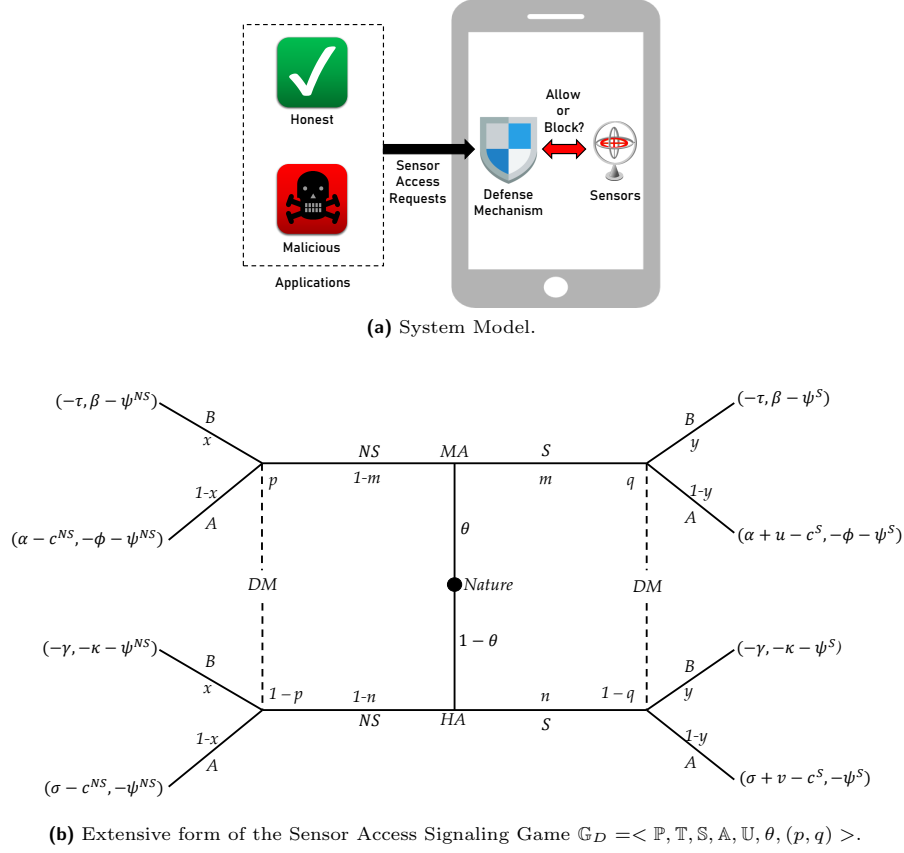 Honest
Malicious
Applications
Sensor
Access
Requests
Allow
or
Block?
Defense
Mechanism
Sensors
(a) System Model.
(−τ, β − ψ^{NS})
B
x
1-x
A
(α − c^{NS}, −ϕ − ψ^{NS})
p
NS
1-m
MA
S
m
q
(−τ, β − ψ^{S})
B
y
1-y
A
(α + u − c^{S}, −ϕ − ψ^{S})
θ
DM
Nature
DM
1 − θ
(−γ, −κ − ψ^{NS})
B
x
1-x
A
(σ − c^{NS}, −ψ^{NS})
1 − p
1-n
NS
HA
n
S
1 − q
(−γ, −κ − ψ^{S})
B
y
1-y
A
(σ + v − c^{S}, −ψ^{S})
(b) Extensive form of the Sensor Access Signaling Game 𝔾_D =< ℙ, 𝕋, 𝕊, 𝔸, 𝕌, θ, (p, q) >.